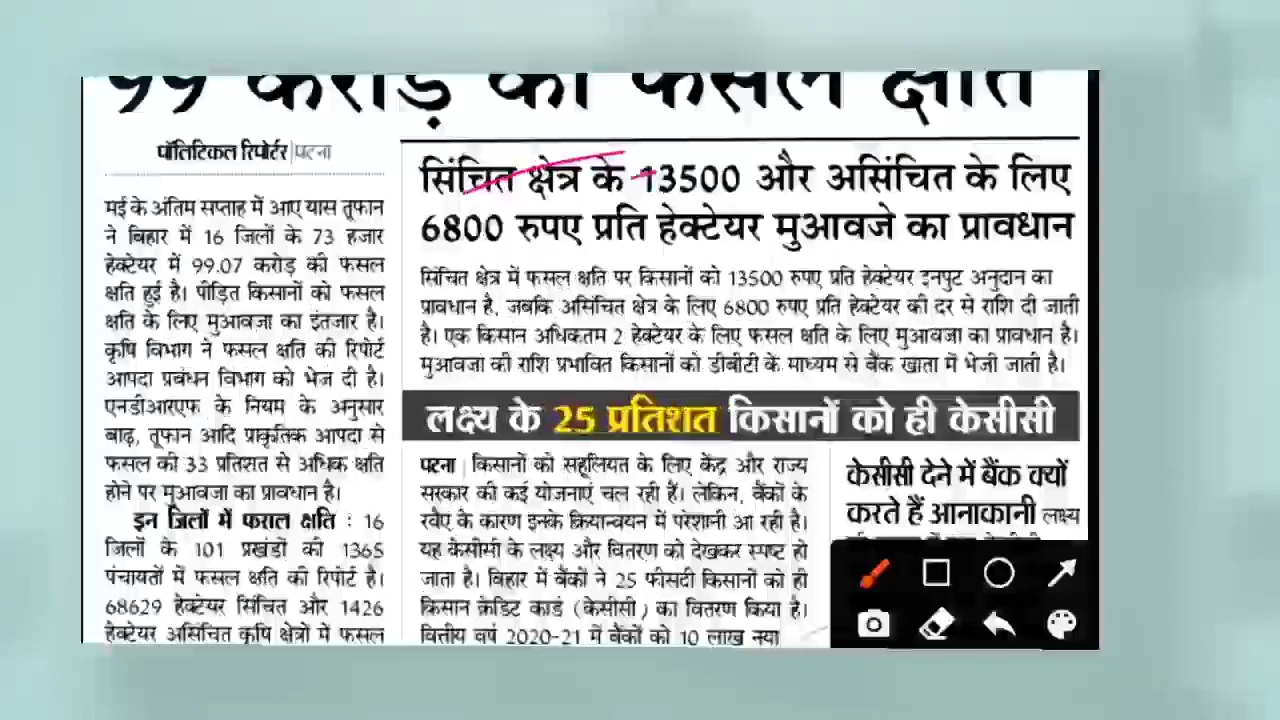 99 करोड़ की फसल क्षति
पॉलिटिकल रिपोर्टर|पटना
मई के अंतिम सप्ताह में आए यास तूफान
ने बिहार में 16 जिलों के 73 हजार
हेक्टेयर में 99.07 करोड़ की फसल
क्षति हुई है। पीड़ित किसानों को फसल
क्षति के लिए मुआवजा का इंतजार है।
कृषि विभाग ने फसल क्षति की रिपोर्ट
आपदा प्रबंधन विभाग को भेज दी है।
एनडीआरएफ के नियम के अनुसार
बाढ़, तूफान आदि प्राकृतिक आपदा से
फसल की 33 प्रतिशत से अधिक क्षति
होने पर मुआवजा का प्रावधान है।
इन जिलों में फसल क्षति : 16
जिलों के 101 प्रखंडों की 1365
पंचायतों में फसल क्षति की रिपोर्ट है।
68629 हेक्टेयर सिंचित और 1426
हेक्टेयर असिंचित कृषि क्षेत्रों में फसल
सिंचित क्षेत्र के 13500 और असिंचित के लिए
6800 रुपए प्रति हेक्टेयर मुआवजे का प्रावधान
सिंचित क्षेत्र में फसल क्षति पर किसानों को 13500 रुपए प्रति हेक्टेयर इनपुट अनुदान का
प्रावधान है, जबकि असिंचित क्षेत्र के लिए 6800 रुपए प्रति हेक्टेयर की दर से राशि दी जाती
है। एक किसान अधिकतम 2 हेक्टेयर के लिए फसल क्षति के लिए मुआवजा का प्रावधान है।
मुआवजा की राशि प्रभावित किसानों को डीबीटी के माध्यम से बैंक खाता में भेजी जाती है।
लक्ष्य के 25 प्रतिशत किसानों को ही केसीसी
पटना | किसानों को सहूलियत के लिए केंद्र और राज्य
सरकार की कई योजनाएं चल रही हैं। लेकिन, बैंकों के
रवैए के कारण इनके क्रियान्वयन में परेशानी आ रही है।
यह केसीसी के लक्ष्य और वितरण को देखकर स्पष्ट हो
जाता है। बिहार में बैंकों ने 25 फीसदी किसानों को ही
किसान क्रेडिट कार्ड (केसीसी) का वितरण किया है।
वित्तीय वर्ष 2020-21 में बैंकों को 10 लाख नया
केसीसी देने में बैंक क्यों
करते हैं आनाकानी लक्ष्य